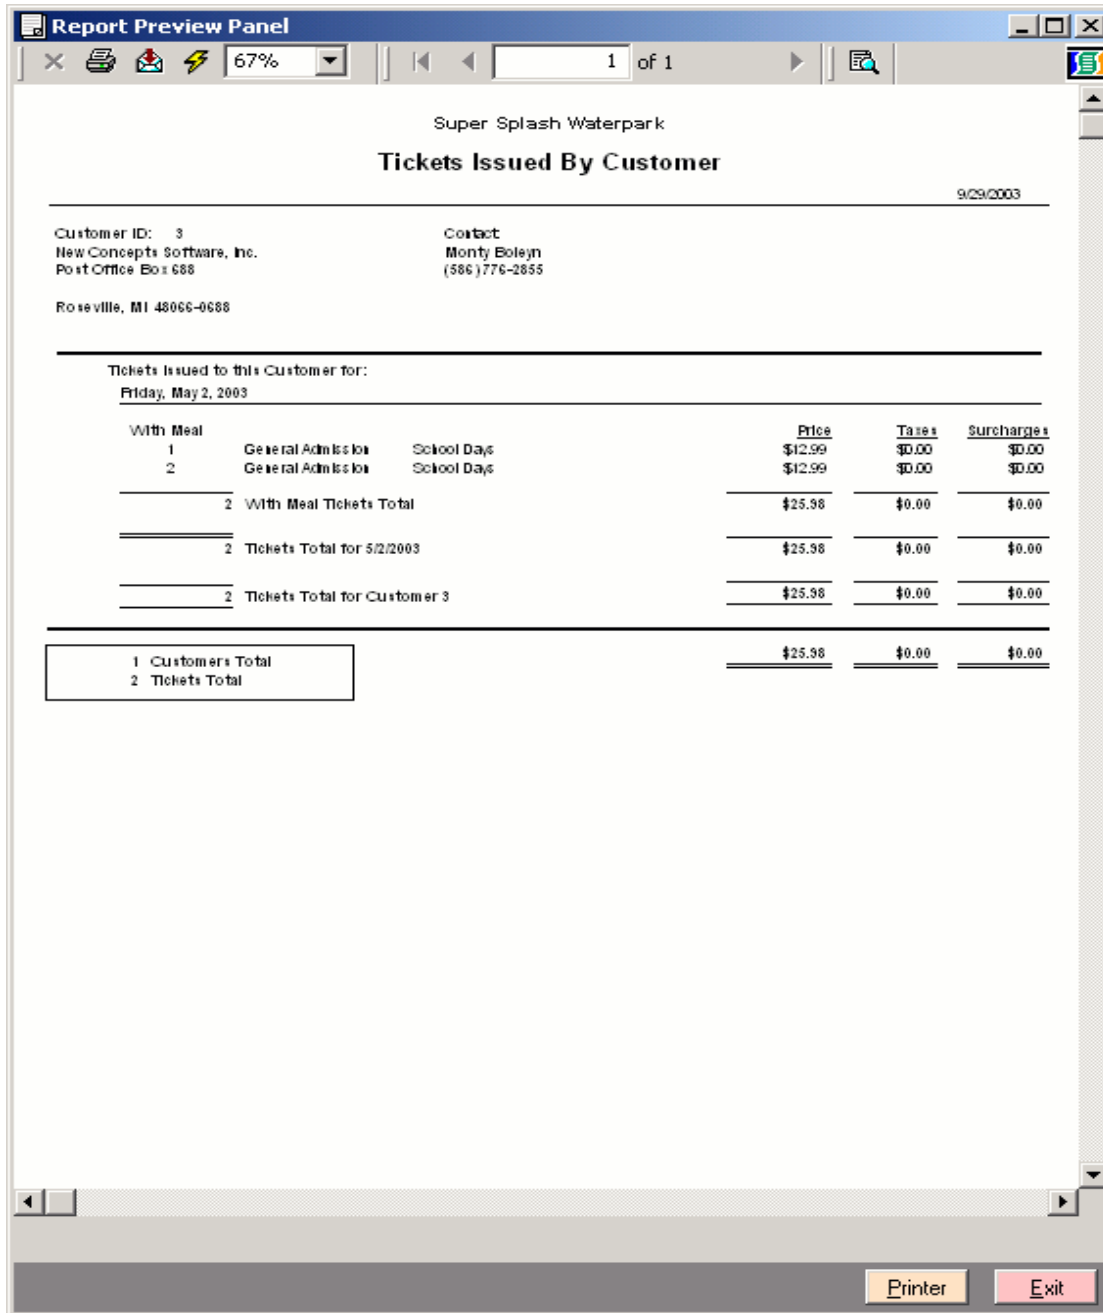 Report Preview Panel
67% 1 of 1
Super Splash Waterpark
Tickets Issued By Customer
9/29/2003
Customer ID: 3 Contact
New Concepts Software, Inc. Monty Boleyn
Post Office Box 688 (586)776-2855
Roseville, MI 48066-0688
Tickets Issued to this Customer for:
Friday, May 2, 2003
With Meal Price Taxes Surcharges
1 General Admission School Days $12.99 $0.00 $0.00
2 General Admission School Days $12.99 $0.00 $0.00
2 With Meal Tickets Total $25.98 $0.00 $0.00
2 Tickets Total for 5/2/2003 $25.98 $0.00 $0.00
2 Tickets Total for Customer 3 $25.98 $0.00 $0.00
1 Customers Total $25.98 $0.00 $0.00
2 Tickets Total
Printer Exit